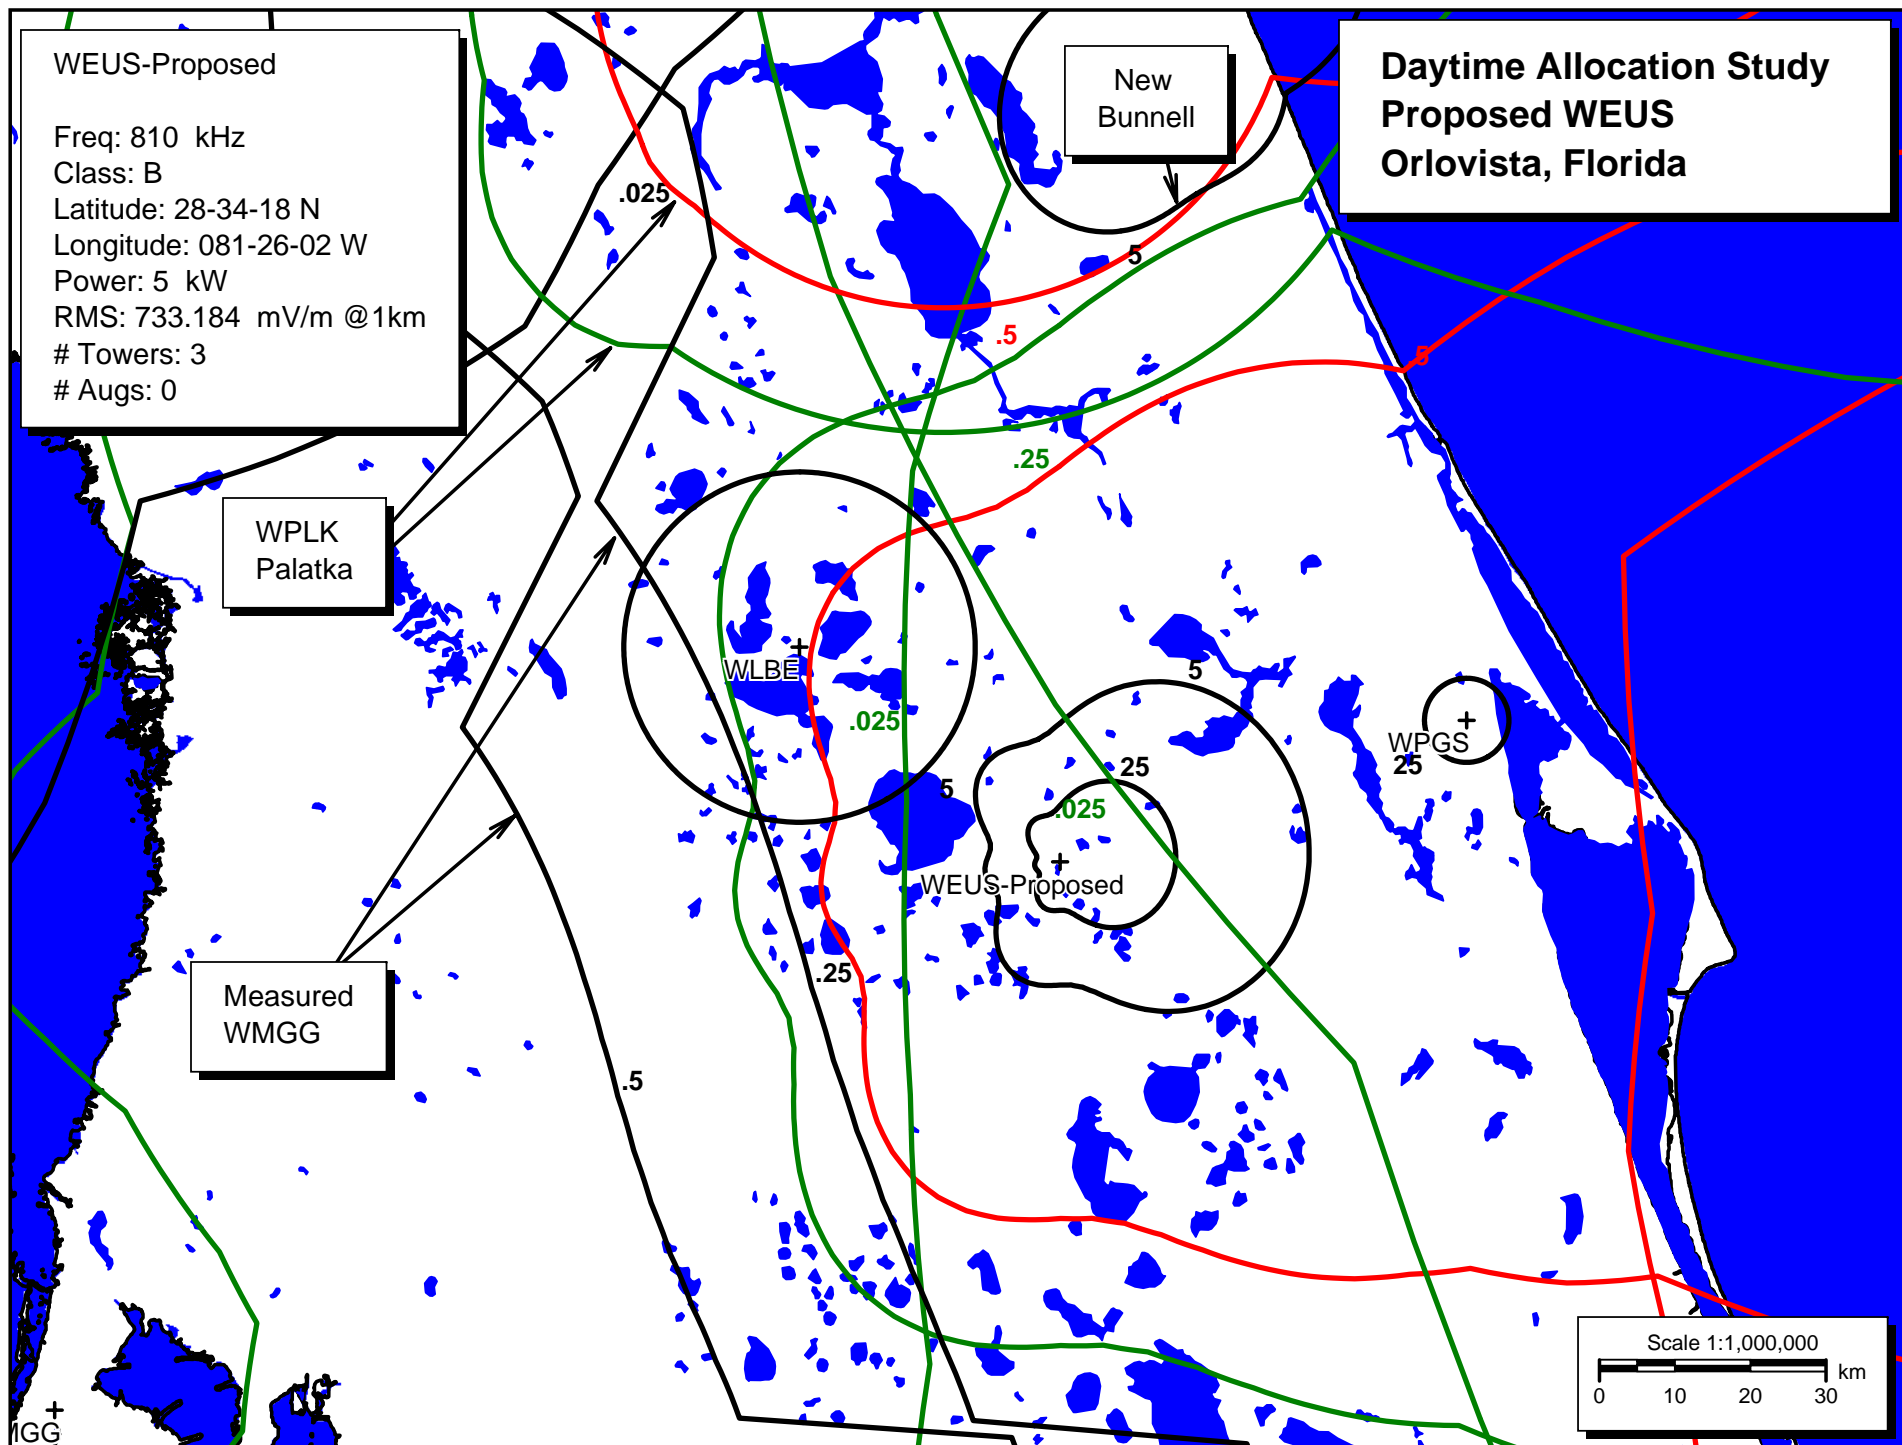 WEUS-Proposed
Freq: 810 kHz
Class: B
Latitude: 28-34-18 N
Longitude: 081-26-02 W
Power: 5 kW
RMS: 733.184 mV/m @1km
# Towers: 3
# Augs: 0
New
Bunnell
Daytime Allocation Study
Proposed WEUS
Orlovista, Florida
.025
5
.5
.5
.25
WPLK
Palatka
WLBE
5
.025
WPGS
25
25
5
.025
WEUS-Proposed
.25
Measured
WMGG
.5
Scale 1:1,000,000
km
0 10 20 30
MGG